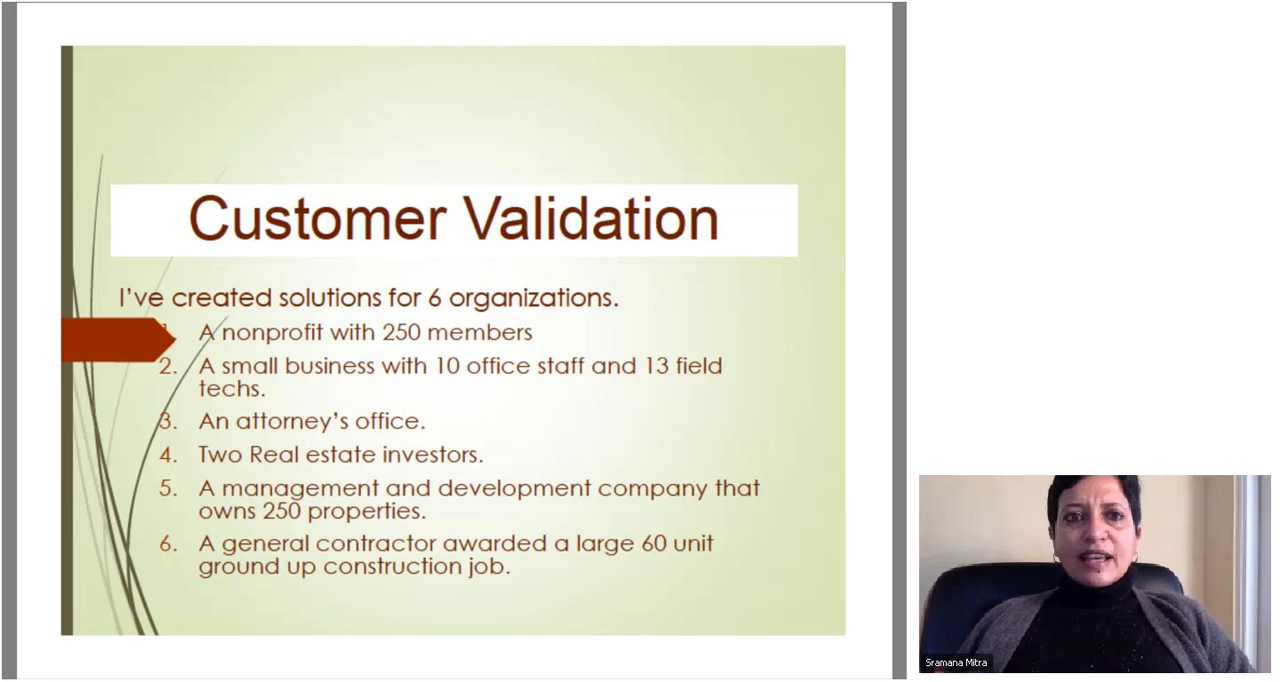 Customer Validation
I've created solutions for 6 organizations.
1. A nonprofit with 250 members
2. A small business with 10 office staff and 13 field
techs.
3. An attorney's office.
4. Two Real estate investors.
5. A management and development company that
owns 250 properties.
6. A general contractor awarded a large 60 unit
ground up construction job.
Sramana Mitra